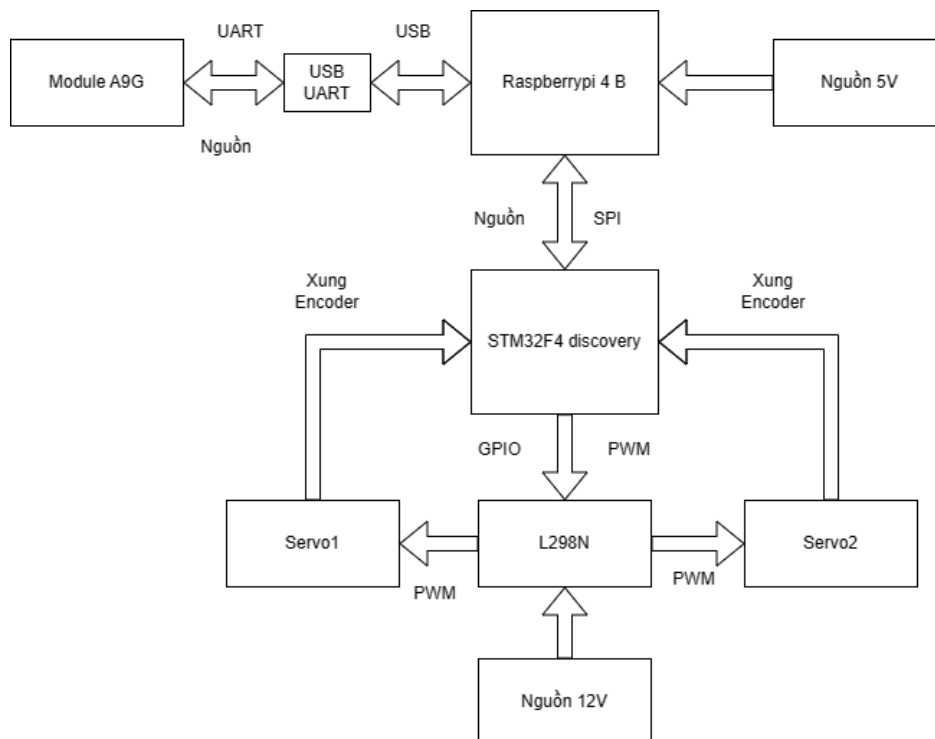 UART
USB
Module A9G
USB
UART
Raspberrypi 4 B
Nguồn 5V
Nguồn
Nguồn
SPI
Xung
Encoder
Xung
Encoder
STM32F4 discovery
GPIO
PWM
Servo1
L298N
Servo2
PWM
PWM
Nguồn 12V